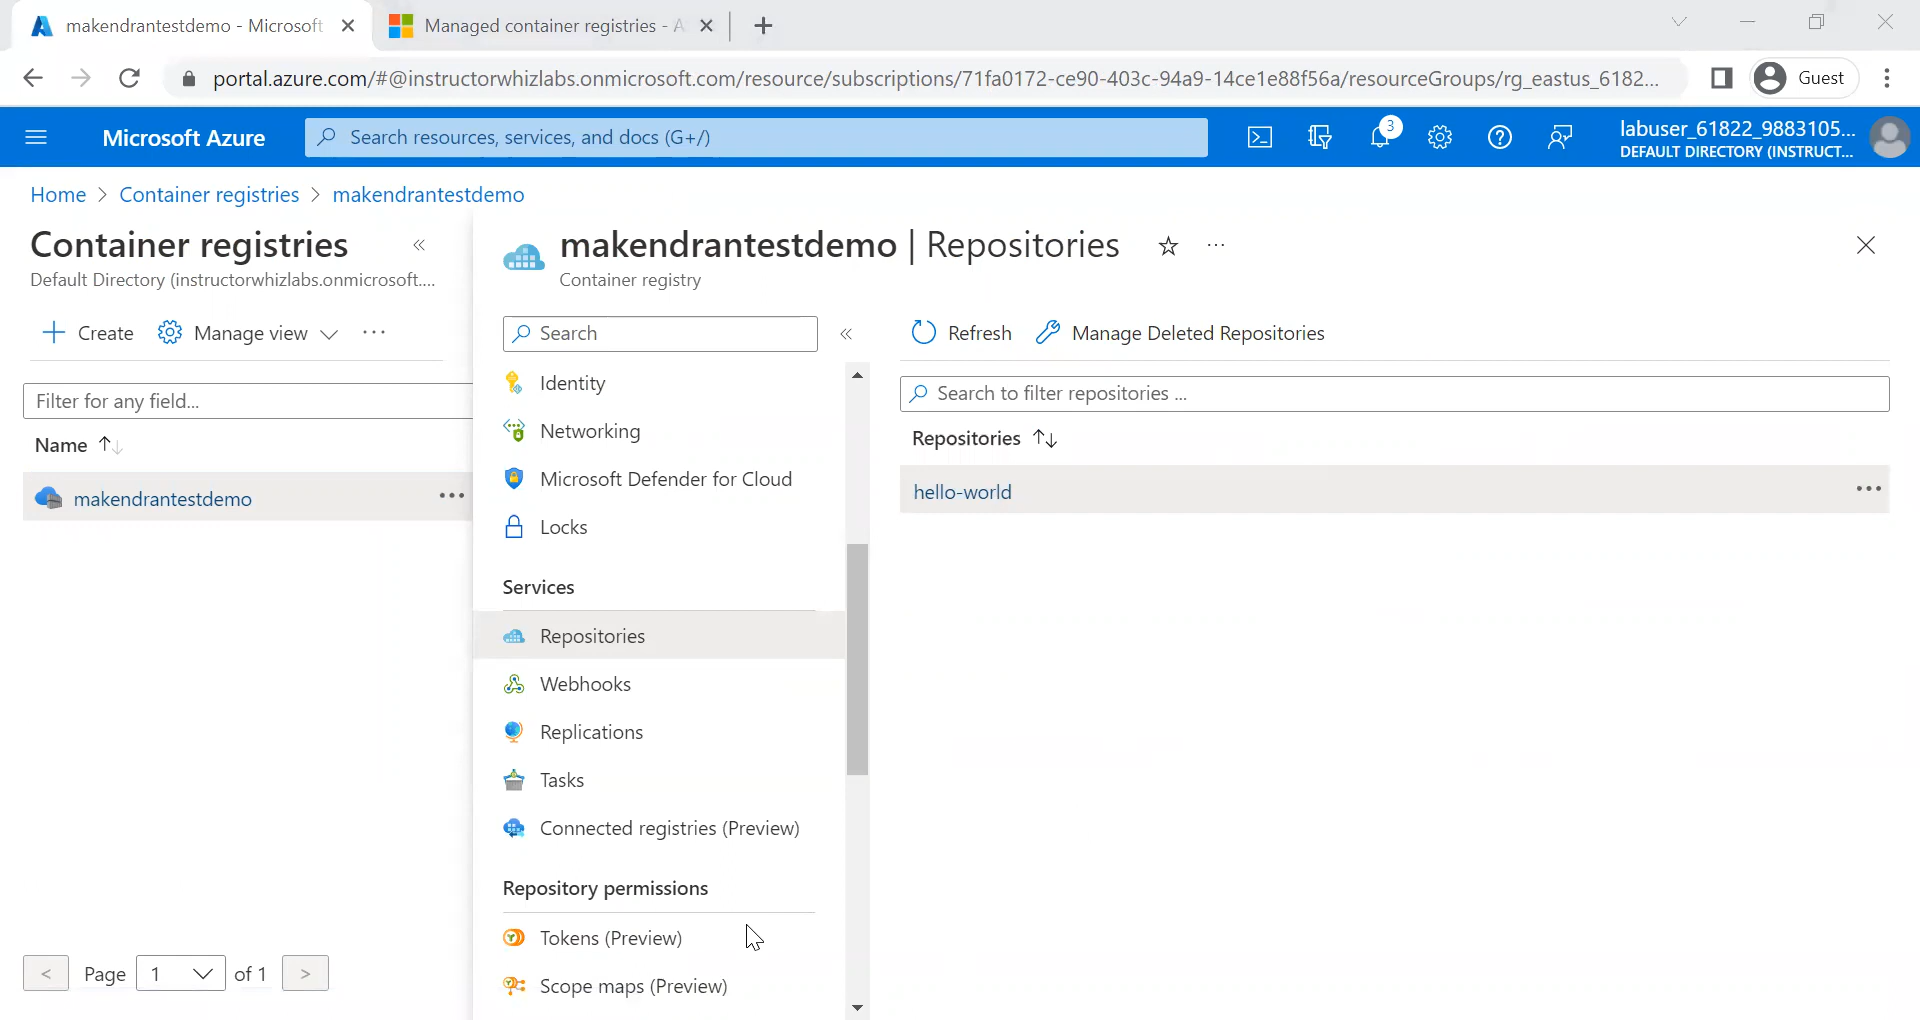 makendrantestdemo - Microsoft
Managed container registries - A
portal.azure.com/#@instructorwhizlabs.onmicrosoft.com/resource/subscriptions/71fa0172-ce90-403c-94a9-14ce1e88f56a/resourceGroups/rg_eastus_6182...
Guest
Microsoft Azure
Search resources, services, and docs (G+/)
3
labuser_61822_9883105...
DEFAULT DIRECTORY (INSTRUCT...
Home > Container registries > makendrantestdemo
Container registries
Default Directory (instructorwhizlabs.onmicrosoft....
Create
Manage view
Filter for any field...
Name
makendrantestdemo
< Page 1 of 1 >
makendrantestdemo | Repositories
Container registry
Search
Identity
Networking
Microsoft Defender for Cloud
Locks
Services
Repositories
Webhooks
Replications
Tasks
Connected registries (Preview)
Repository permissions
Tokens (Preview)
Scope maps (Preview)
Refresh
Manage Deleted Repositories
Search to filter repositories ...
Repositories
hello-world